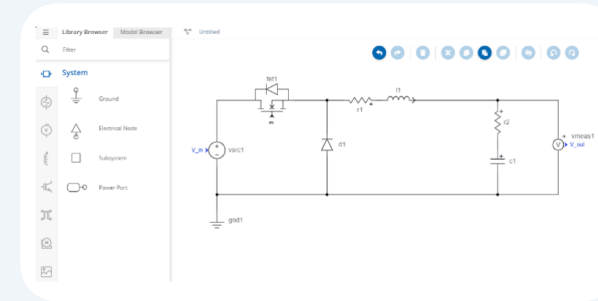 Library Browser Model Browser Untitled
Filter
System
Ground
Electrical Node
Subsystem
Power Port
fer1
r1
l1
d1
r2
c1
V_in
vsrc1
gnd1
vmeas1
V_out